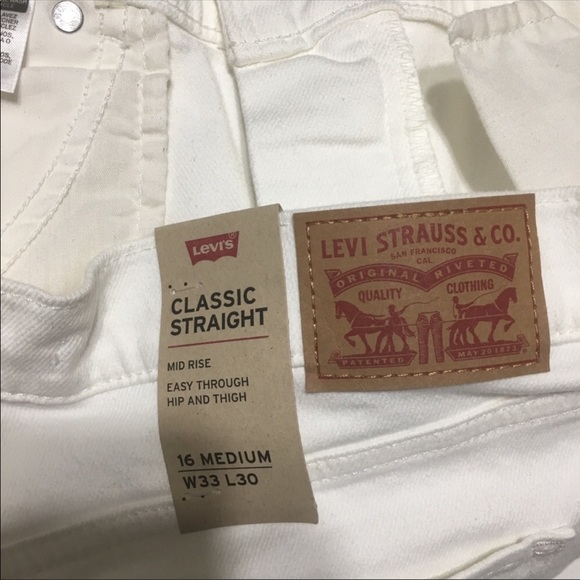 LEVI STRAUSS & CO.
SAN FRANCISCO
CAL.
ORIGINAL RIVETED
QUALITY CLOTHING
PATENTED MAY 20 1873
Levi's
CLASSIC
STRAIGHT
MID RISE
EASY THROUGH
HIP AND THIGH
16 MEDIUM
W33 L30